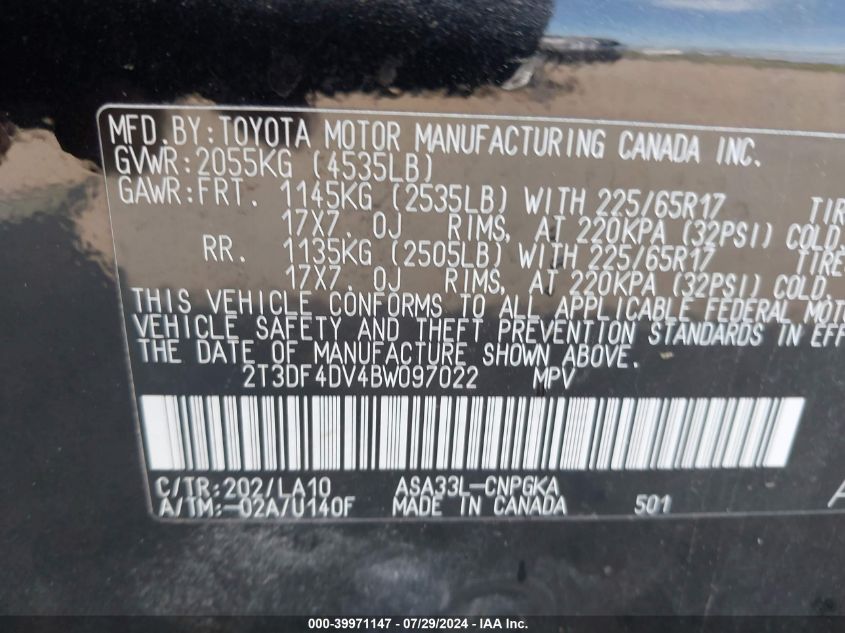 MFD.BY:TOYOTA MOTOR MANUFACTURING CANADA INC.
GVWR:2055KG (4535LB)
GAWR:FRT. 1145KG (2535LB) WITH 225/65R17 TIR
17X7. 0J RIMS, AT 220KPA (32PSI) COLD.
RR. 1135KG (2505LB) WITH 225/65R17 TIRE
17X7. 0J RIMS, AT 220KPA (32PSI) COLD,
THIS VEHICLE CONFORMS TO ALL APPLICABLE FEDERAL MOT
VEHICLE SAFETY AND THEFT PREVENTION STANDARDS IN EFF
THE DATE OF MANUFACTURE SHOWN ABOVE.
2T3DF4DV4BW097022 MPV
C/TR:202/LA10 ASA33L-CNPGKA
A/TM:-02A/U140F MADE IN CANADA 501 A
000-39971147 - 07/29/2024 - IAA Inc.